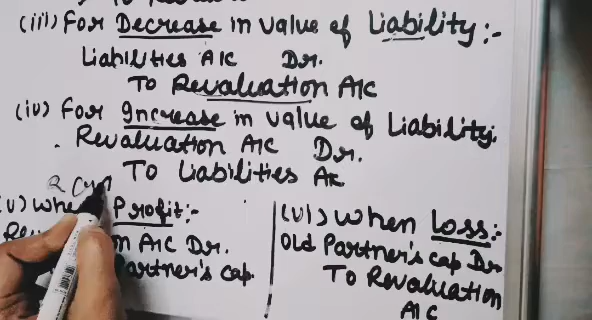 (iii) For Decrease in value of Liability:-
Liabilities A/C Dr.
To Revaluation A/C
(iv) For Increase in value of Liability.
Revaluation A/C Dr.
To Liabilities A/c
(v) When Profit:-
A/C Dr.
Partner's cap.
(vi) When Loss:-
Old Partner's cap Dr
To Revaluation
A/C